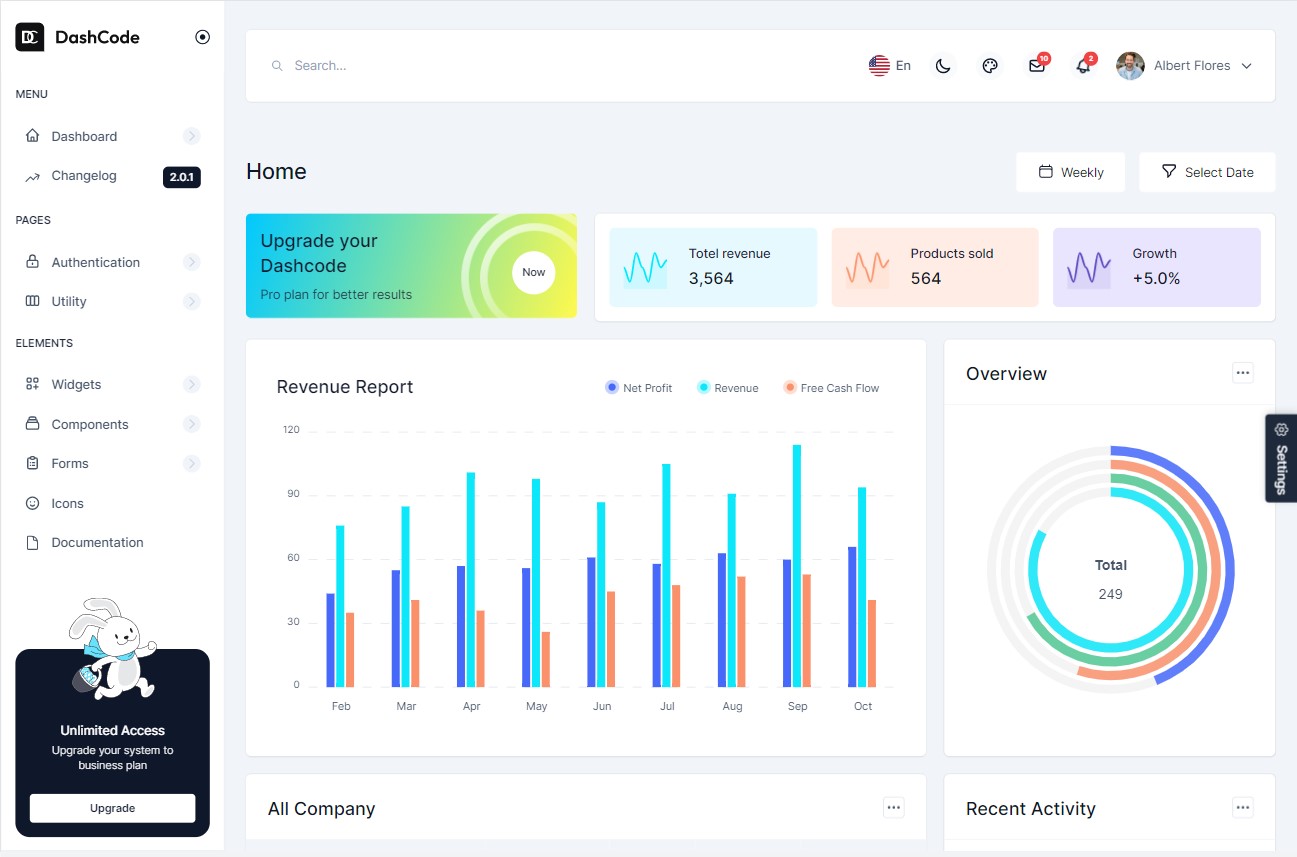 DC DashCode
MENU
Dashboard
Changelog 2.0.1
PAGES
Authentication
Utility
ELEMENTS
Widgets
Components
Forms
Icons
Documentation
Unlimited Access
Upgrade your system to
business plan
Upgrade
Search...
En
10
2
Albert Flores
Home
Weekly
Select Date
Upgrade your
Dashcode
Pro plan for better results
Now
Totel revenue
3,564
Products sold
564
Growth
+5.0%
Revenue Report
Net Profit Revenue Free Cash Flow
120
90
60
30
0
Feb Mar Apr May Jun Jul Aug Sep Oct
Overview
Total
249
Settings
All Company
Recent Activity